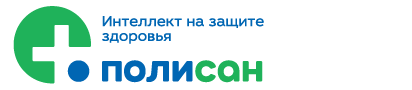 Интеллект на защите
здоровья
полисан